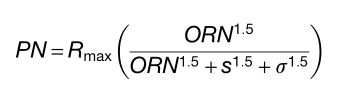 PN = R_max ( ORN^1.5 / ( ORN^1.5 + s^1.5 + σ^1.5 ) )